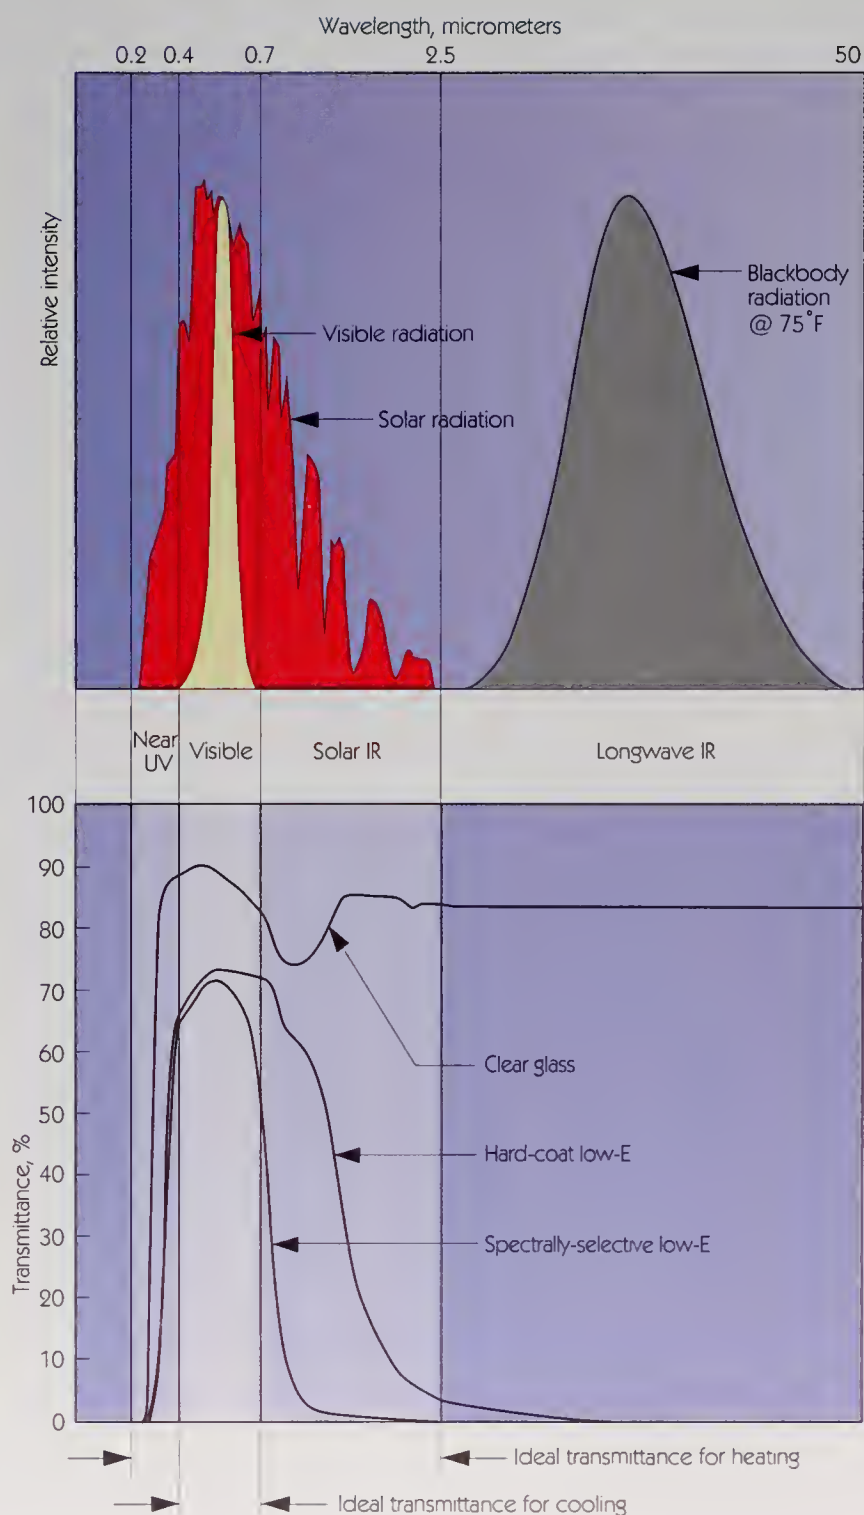 Wavelength, micrometers
0.2 0.4 0.7 2.5 50
Relative intensity
Blackbody
radiation
@ 75°F
Visible radiation
Solar radiation
Near
UV
Visible
Solar IR
Longwave IR
100
90
80
70
60
50
40
30
20
10
0
Transmittance, %
Clear glass
Hard-coat low-E
Spectrally-selective low-E
Ideal transmittance for heating
Ideal transmittance for cooling